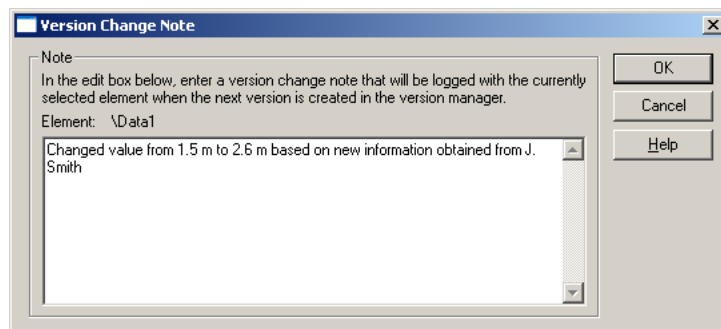 Version Change Note
Note
In the edit box below, enter a version change note that will be logged with the currently
selected element when the next version is created in the version manager.
Element: \Data1
Changed value from 1.5 m to 2.6 m based on new information obtained from J.
Smith
OK
Cancel
Help